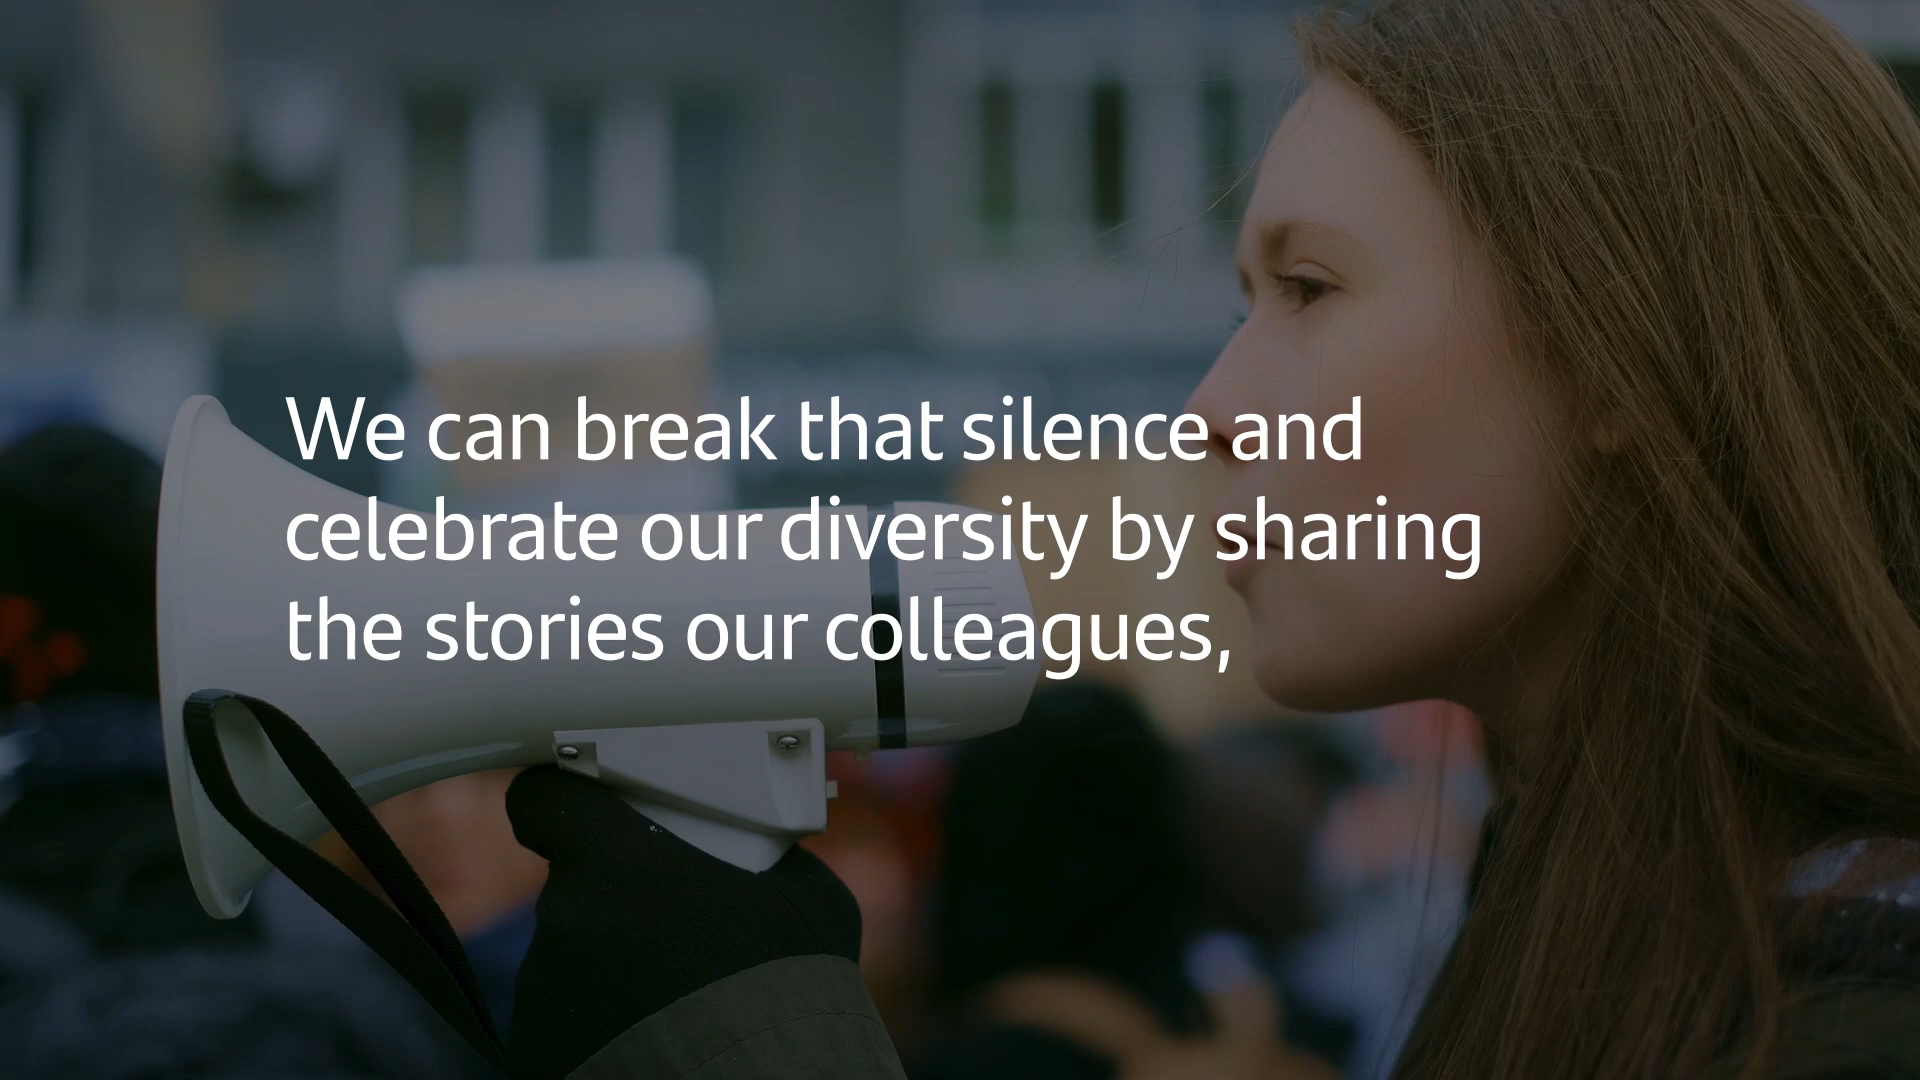 We can break that silence and
celebrate our diversity by sharing
the stories our colleagues,